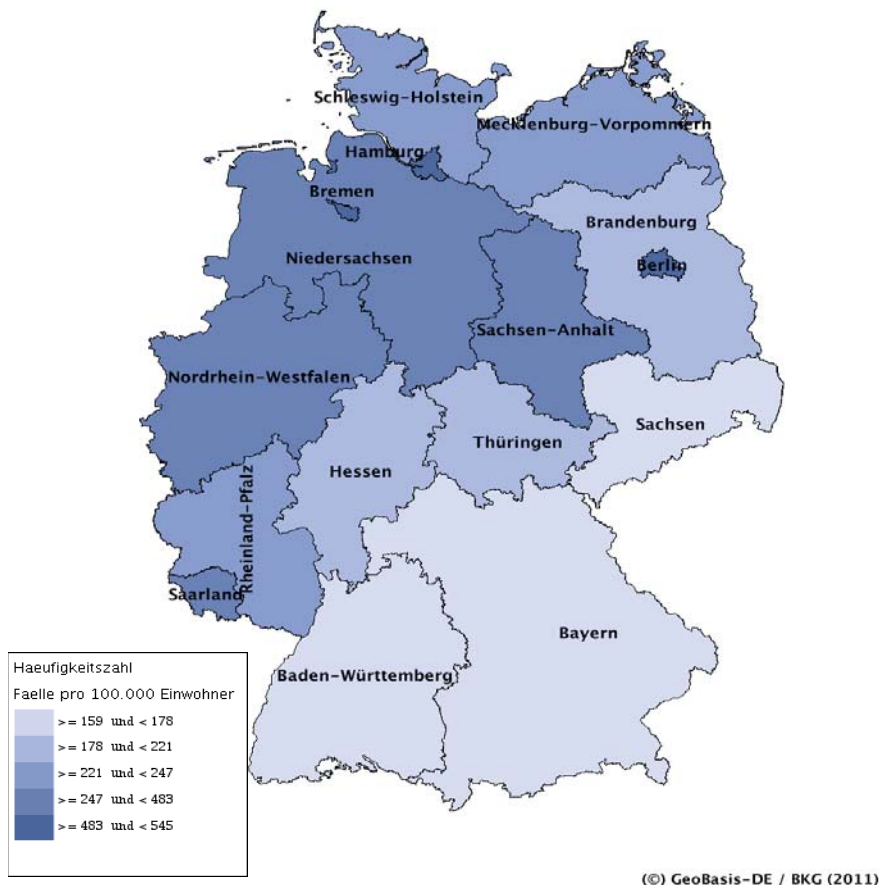 Schleswig-Holstein
Mecklenburg-Vorpommern
Hamburg
Bremen
Brandenburg
Niedersachsen
Berlin
Sachsen-Anhalt
Nordrhein-Westfalen
Sachsen
Thüringen
Hessen
Rheinland-Pfalz
Saarland
Bayern
Baden-Württemberg
Haeufigkeitszahl
Faelle pro 100.000 Einwohner
>= 159 und < 178
>= 178 und < 221
>= 221 und < 247
>= 247 und < 483
>= 483 und < 545
(©) GeoBasis-DE / BKG (2011)